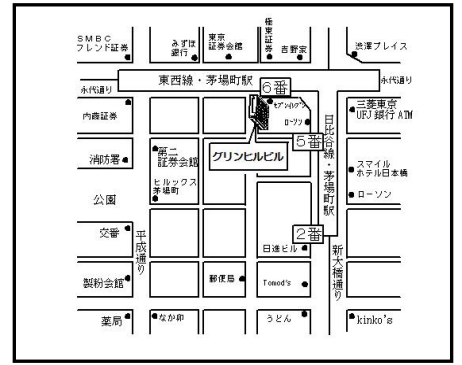 SMBC
フレンド証券
みずほ
銀行
東京
証券会館
極東証券
吉野家
渋澤プレイス
永代通り
東西線・茅場町駅
6番
永代通り
内藤証券
セブンイレブン
ローソン
三菱東京
UFJ銀行ATM
日比谷線・茅場町駅
5番
消防署
第二
証券会館
グリンヒルビル
スマイル
ホテル日本橋
ヒルックス
茅場町
ローソン
公園
交番
平成通り
2番
日進ビル
新大橋通り
製粉会館
郵便局
Tomod's
薬局
なか卯
うどん
kinko's